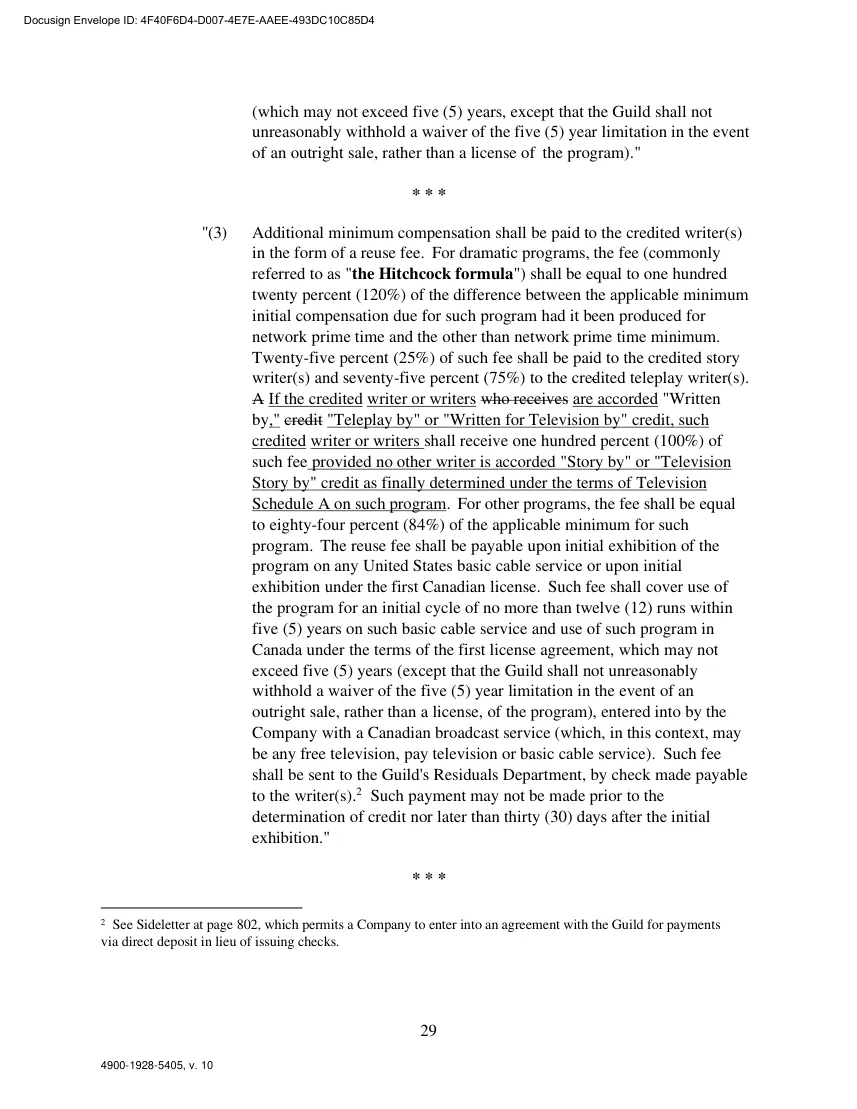 Docusign Envelope ID: 4F40F6D4-D007-4E7E-AAEE-493DC10C85D4
(which may not exceed five (5) years, except that the Guild shall not
unreasonably withhold a waiver of the five (5) year limitation in the event
of an outright sale, rather than a license of the program)."
* * *
"(3) Additional minimum compensation shall be paid to the credited writer(s)
in the form of a reuse fee. For dramatic programs, the fee (commonly
referred to as "the Hitchcock formula") shall be equal to one hundred
twenty percent (120%) of the difference between the applicable minimum
initial compensation due for such program had it been produced for
network prime time and the other than network prime time minimum.
Twenty-five percent (25%) of such fee shall be paid to the credited story
writer(s) and seventy-five percent (75%) to the credited teleplay writer(s).
A If the credited writer or writers who receives are accorded "Written
by," credit "Teleplay by" or "Written for Television by" credit, such
credited writer or writers shall receive one hundred percent (100%) of
such fee provided no other writer is accorded "Story by" or "Television
Story by" credit as finally determined under the terms of Television
Schedule A on such program. For other programs, the fee shall be equal
to eighty-four percent (84%) of the applicable minimum for such
program. The reuse fee shall be payable upon initial exhibition of the
program on any United States basic cable service or upon initial
exhibition under the first Canadian license. Such fee shall cover use of
the program for an initial cycle of no more than twelve (12) runs within
five (5) years on such basic cable service and use of such program in
Canada under the terms of the first license agreement, which may not
exceed five (5) years (except that the Guild shall not unreasonably
withhold a waiver of the five (5) year limitation in the event of an
outright sale, rather than a license, of the program), entered into by the
Company with a Canadian broadcast service (which, in this context, may
be any free television, pay television or basic cable service). Such fee
shall be sent to the Guild's Residuals Department, by check made payable
to the writer(s).2 Such payment may not be made prior to the
determination of credit nor later than thirty (30) days after the initial
exhibition."
* * *
2 See Sideletter at page 802, which permits a Company to enter into an agreement with the Guild for payments
via direct deposit in lieu of issuing checks.
29
4900-1928-5405, v. 10